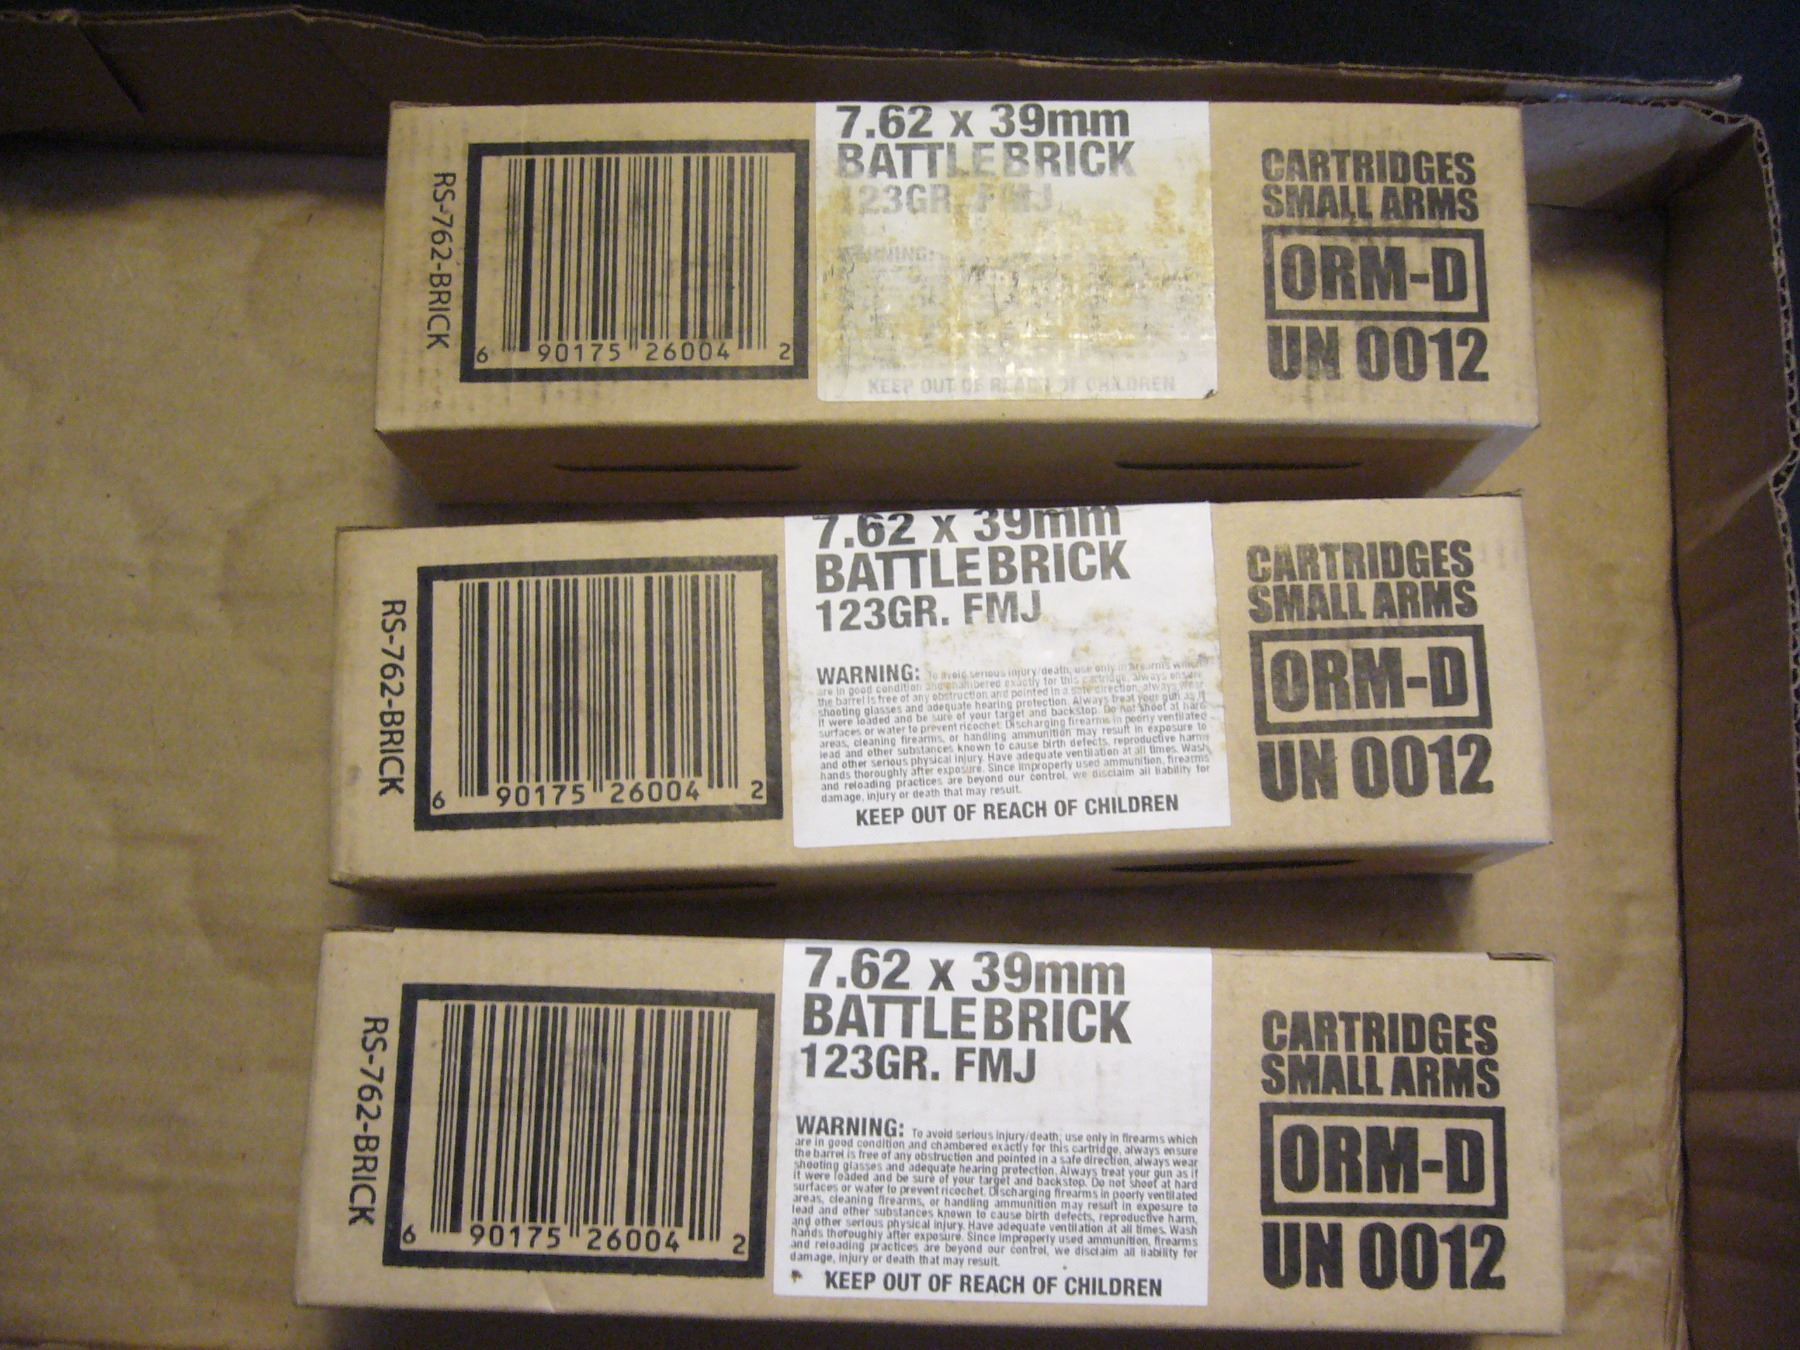 RS-762-BRICK
6 90175 26004 2
7.62 x 39mm
BATTLE BRICK
123GR. FMJ
WARNING:
KEEP OUT OF REACH OF CHILDREN
CARTRIDGES
SMALL ARMS
ORM-D
UN 0012
RS-762-BRICK
6 90175 26004 2
7.62 x 39mm
BATTLE BRICK
123GR. FMJ
WARNING: To avoid serious injury/death, use only in firearms which
are in good condition and chambered exactly for this cartridge, always ensure
the barrel is free of any obstruction and pointed in a safe direction, always wear
shooting glasses and adequate hearing protection. Always treat your gun as if
it were loaded and be sure of your target and backstop. Do not shoot at hard
surfaces or water to prevent ricochet. Discharging firearms in poorly ventilated
areas, cleaning firearms, or handling ammunition may result in exposure to
lead and other substances known to cause birth defects, reproductive harm,
and other serious physical injury. Have adequate ventilation at all times. Wash
hands thoroughly after exposure. Since improperly used ammunition, firearms
and reloading practices are beyond our control, we disclaim all liability for
damage, injury or death that may result.
KEEP OUT OF REACH OF CHILDREN
CARTRIDGES
SMALL ARMS
ORM-D
UN 0012
RS-762-BRICK
6 90175 26004 2
7.62 x 39mm
BATTLE BRICK
123GR. FMJ
WARNING: To avoid serious injury/death, use only in firearms which
are in good condition and chambered exactly for this cartridge, always ensure
the barrel is free of any obstruction and pointed in a safe direction, always wear
shooting glasses and adequate hearing protection. Always treat your gun as if
it were loaded and be sure of your target and backstop. Do not shoot at hard
surfaces or water to prevent ricochet. Discharging firearms in poorly ventilated
areas, cleaning firearms, or handling ammunition may result in exposure to
lead and other substances known to cause birth defects, reproductive harm,
and other serious physical injury. Have adequate ventilation at all times. Wash
hands thoroughly after exposure. Since improperly used ammunition, firearms
and reloading practices are beyond our control, we disclaim all liability for
damage, injury or death that may result.
KEEP OUT OF REACH OF CHILDREN
CARTRIDGES
SMALL ARMS
ORM-D
UN 0012